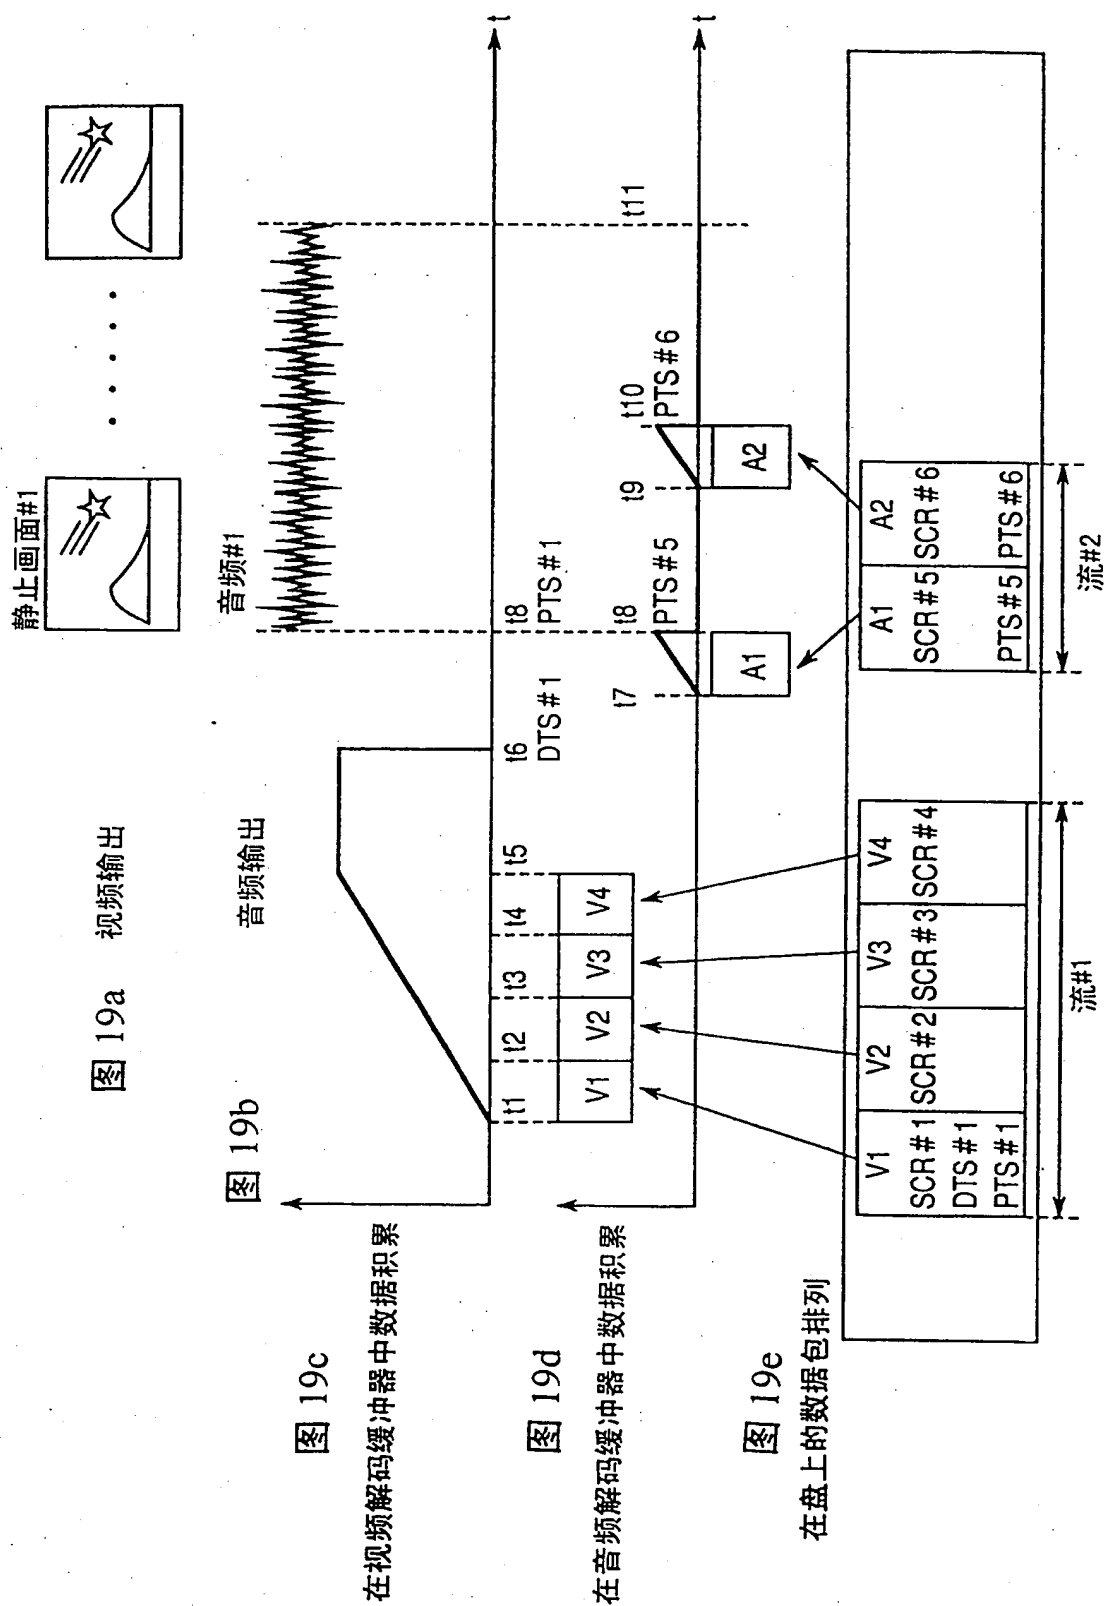 图 19a 视频输出
静止画面#1
图 19b
音频输出
音频#1
图 19c
在视频解码缓冲器中数据积累
t
t1 t2 t3 t4 t5 t6 t8
DTS#1 PTS#1
V1 V2 V3 V4
图 19d
在音频解码缓冲器中数据积累
t
t7 t8 t9 t10 t11
PTS#5 PTS#6
A1 A2
图 19e
在盘上的数据包排列
V1 V2 V3 V4 A1 A2
SCR#1 SCR#2 SCR#3 SCR#4 SCR#5 SCR#6
DTS#1
PTS#1 PTS#5 PTS#6
流#1 流#2